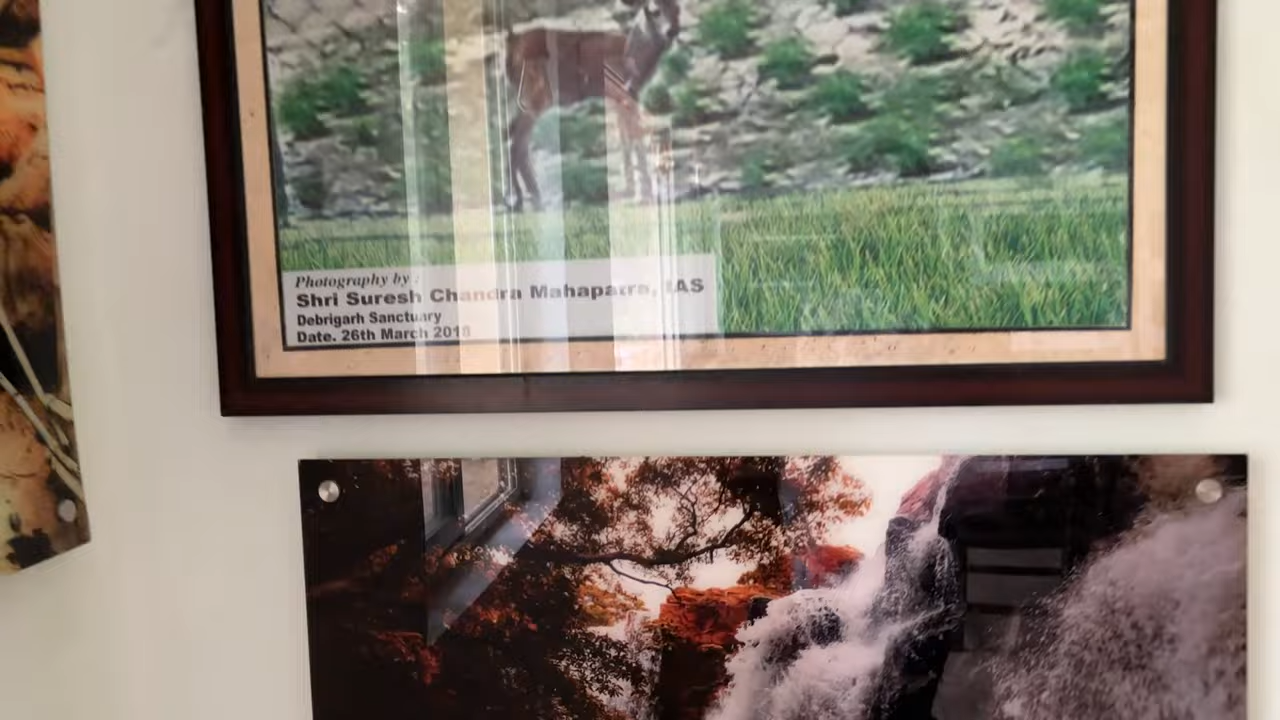 Photography by :
Shri Suresh Chandra Mahapatra, IAS
Debrigarh Sanctuary
Date. 26th March 2018